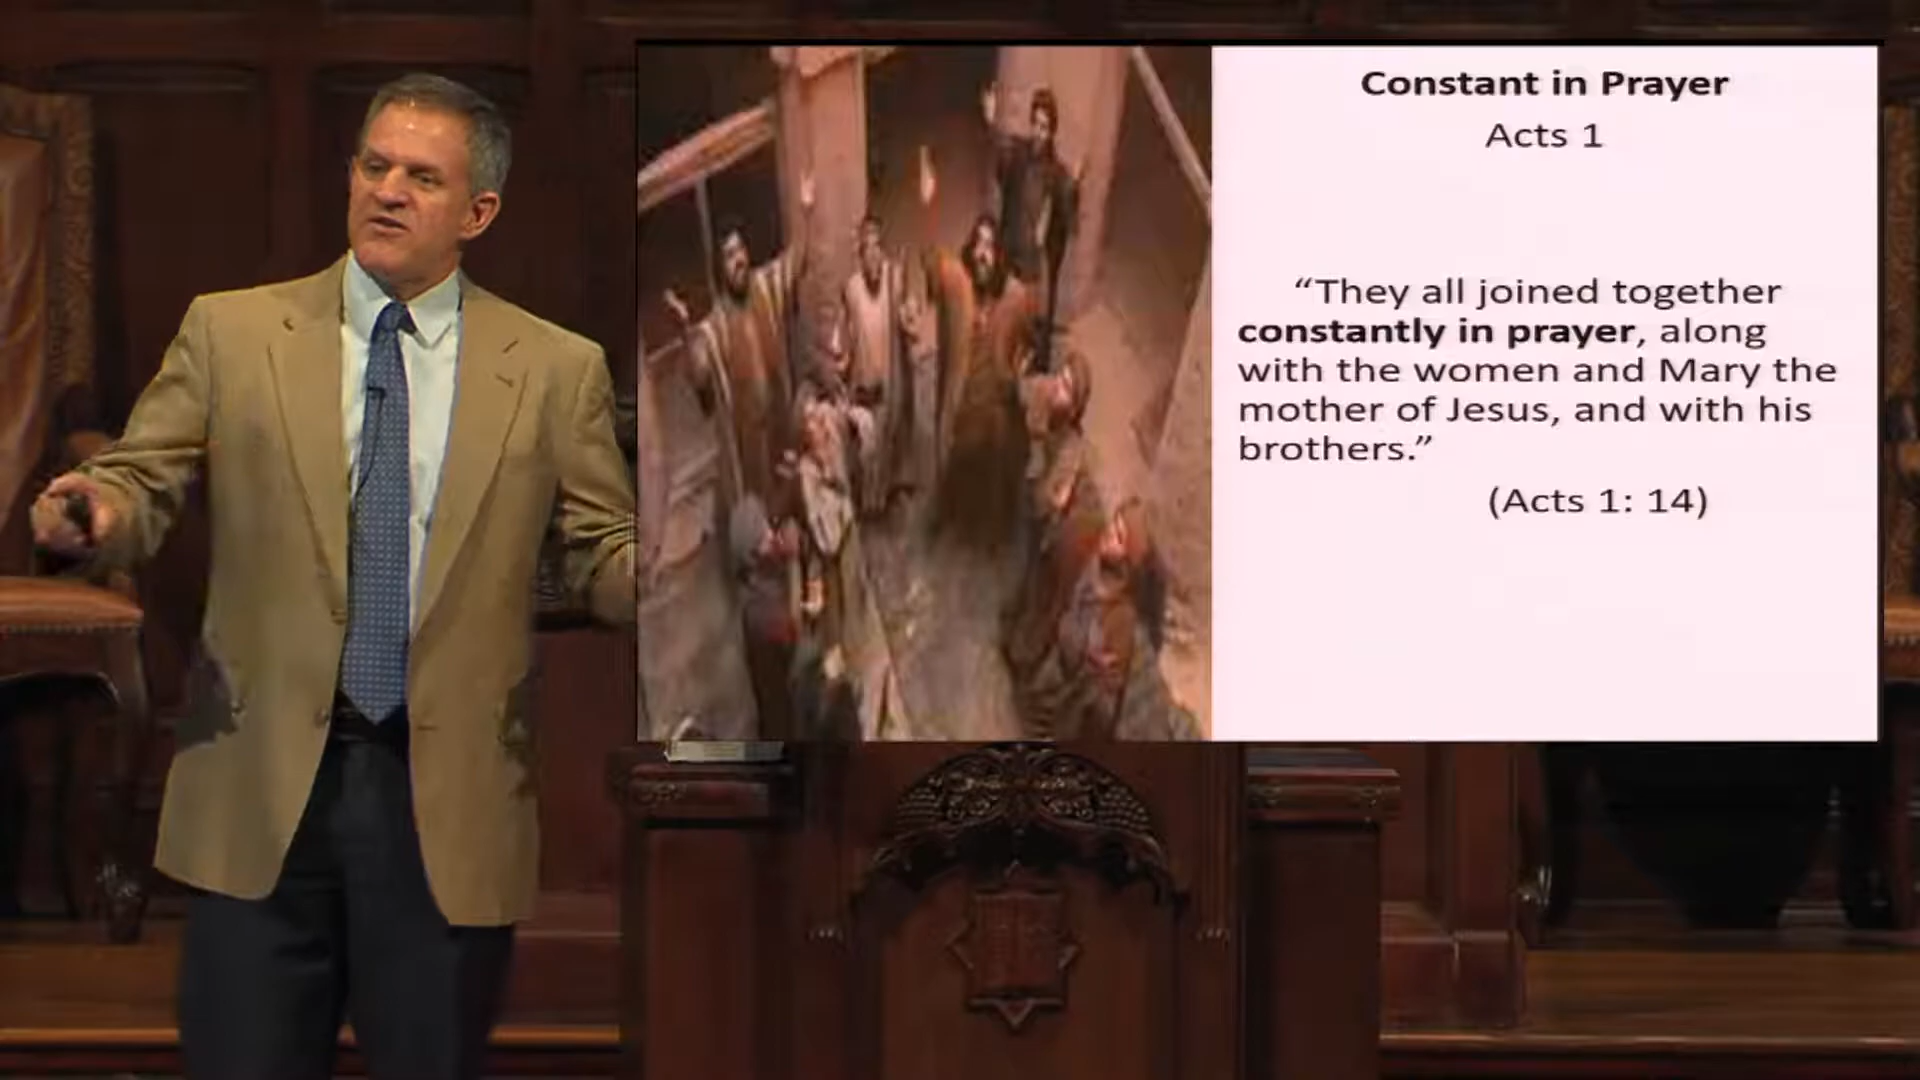 Constant in Prayer
Acts 1
“They all joined together
constantly in prayer, along
with the women and Mary the
mother of Jesus, and with his
brothers.”
(Acts 1: 14)